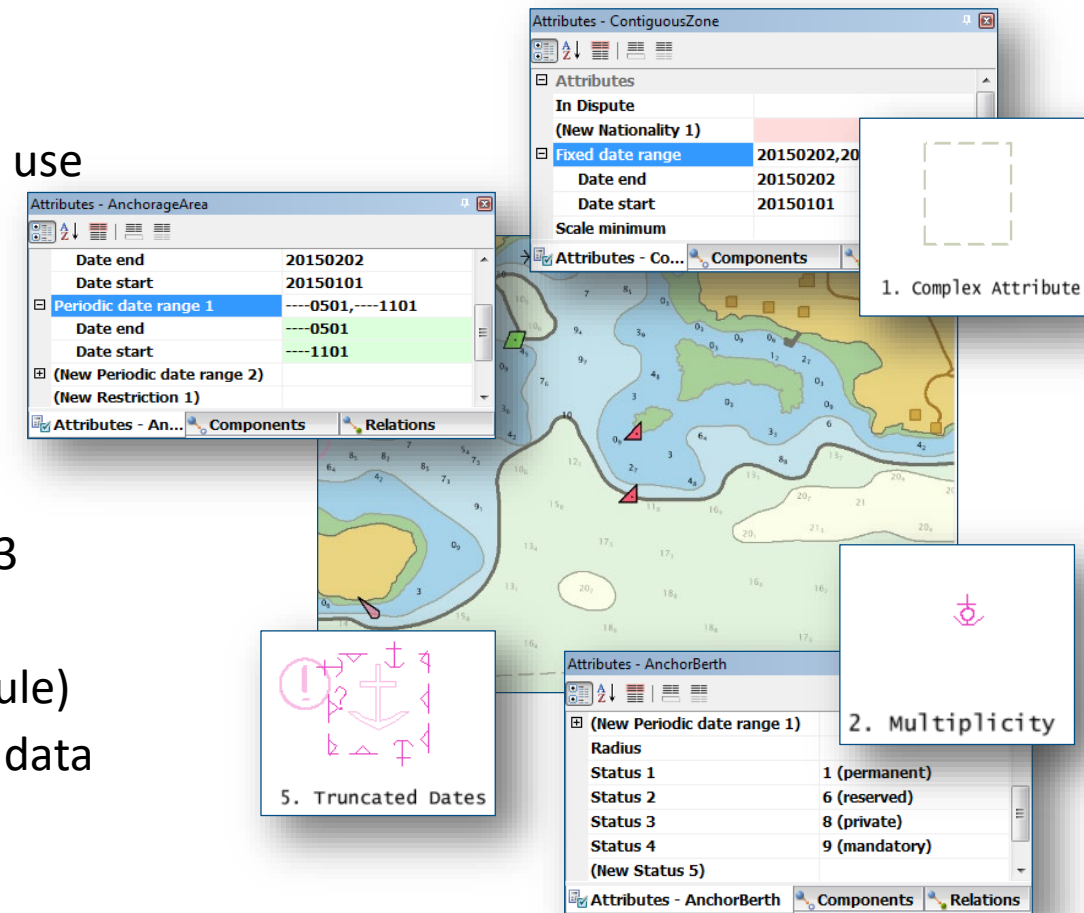 use
3
ule)
data
Attributes - ContiguousZone
Attributes
In Dispute
(New Nationality 1)
Fixed date range 20150202,20
Date end 20150202
Date start 20150101
Scale minimum
Attributes - Co... Components
1. Complex Attribute
Attributes - AnchorageArea
Date end 20150202
Date start 20150101
Periodic date range 1 ----0501,----1101
Date end ----0501
Date start ----1101
(New Periodic date range 2)
(New Restriction 1)
Attributes - An... Components Relations
5. Truncated Dates
2. Multiplicity
Attributes - AnchorBerth
(New Periodic date range 1)
Radius
Status 1 1 (permanent)
Status 2 6 (reserved)
Status 3 8 (private)
Status 4 9 (mandatory)
(New Status 5)
Attributes - AnchorBerth Components Relations